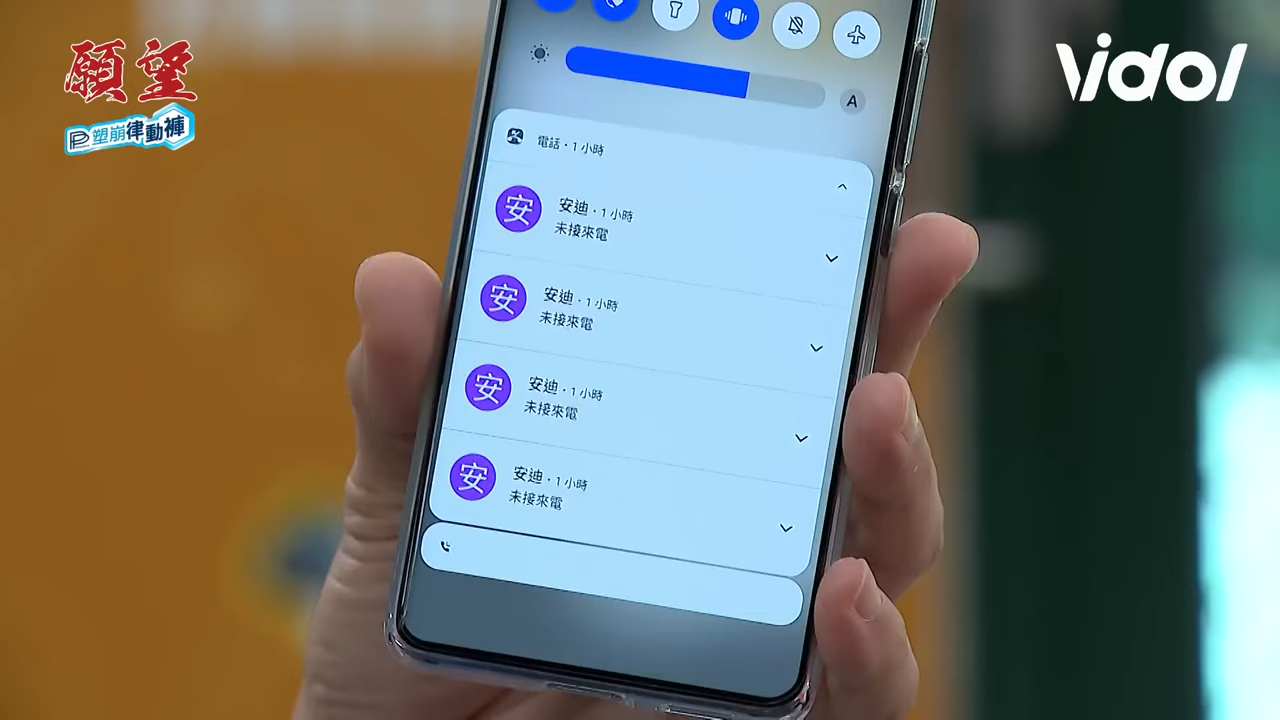 願望
P 塑崩律動褲
Vidol
A
電話・1 小時
安
安迪・1 小時
未接來電
安
安迪・1 小時
未接來電
安
安迪・1 小時
未接來電
安
安迪・1 小時
未接來電